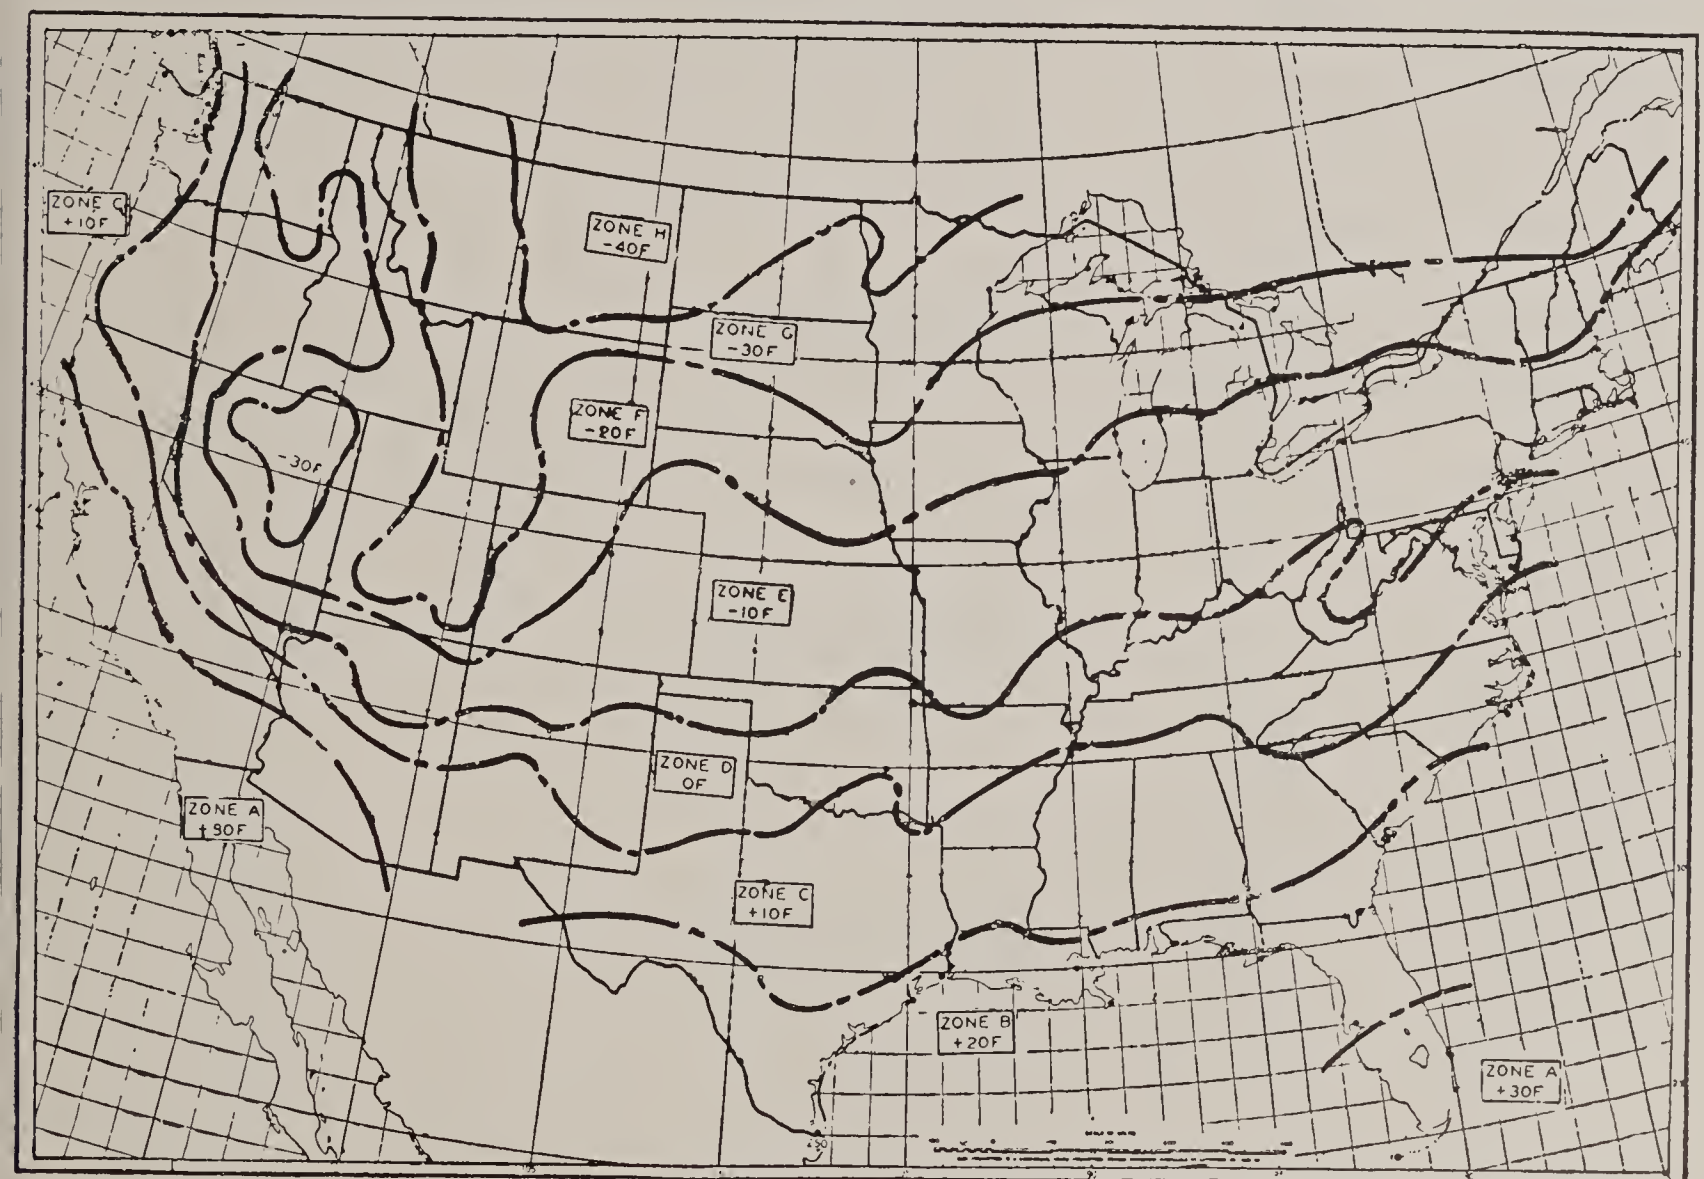 ZONE C
+10F
ZONE H
-40F
ZONE G
-30F
ZONE F
-20F
-30F
ZONE E
-10F
ZONE D
0F
ZONE A
+30F
ZONE C
+10F
ZONE B
+20F
ZONE A
+30F